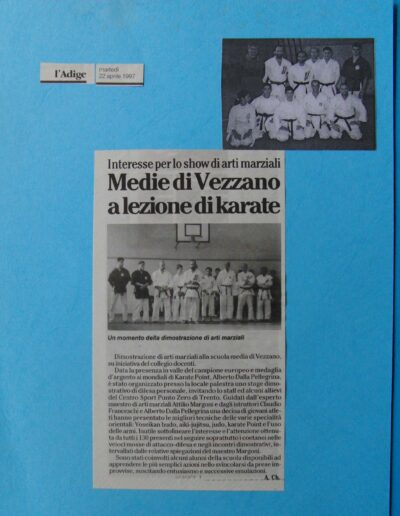 l'Adige
martedì
22 aprile 1997
Interesse per lo show di arti marziali
Medie di Vezzano
a lezione di karate
Un momento della dimostrazione di arti marziali
Dimostrazione di arti marziali alla scuola media di Vezzano,
su iniziativa del collegio docenti.
Data la presenza in valle del campione europeo e medaglia
d'argento ai mondiali di Karate Point, Alberto Dalla Pellegrina,
è stato organizzato presso la locale palestra uno stage dimo-
strativo di difesa personale, invitando lo staff ed alcuni allievi
del Centro Sport Punto Zero di Trento. Guidati dall'esperto
maestro di arti marziali Attilio Margoni e dagli istruttori Claudio
Franceschi e Alberto Dalla Pellegrina una decina di giovani atle-
ti hanno presentato le migliori tecniche delle varie specialità
orientali: Yoseikan budo, aiki-jujitsu, judo, karate Point e l'uso
delle armi. Inutile sottolineare l'interesse e l'attenzione ottenu-
ta da tutti i 130 presenti nel seguire soprattutto i coetanei nelle
veloci mosse di attacco-difesa e negli incontri dimostrativi, in-
tervallati dalle relative spiegazioni del maestro Margoni.
Sono stati coinvolti alcuni alunni della scuola disponibili ad
apprendere le più semplici azioni nello svincolarsi da prese im-
provvise, suscitando entusiasmo e successive emulazioni.
A. Ch.